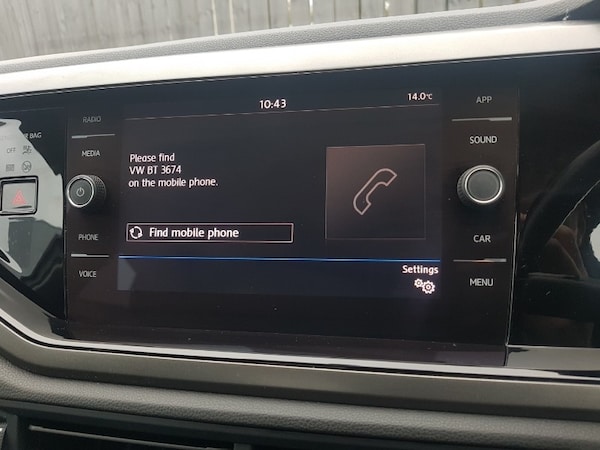 10:43
14.0°C
RADIO
MEDIA
PHONE
VOICE
Please find
VW BT 3674
on the mobile phone.
Find mobile phone
Settings
APP
SOUND
CAR
MENU
BAG